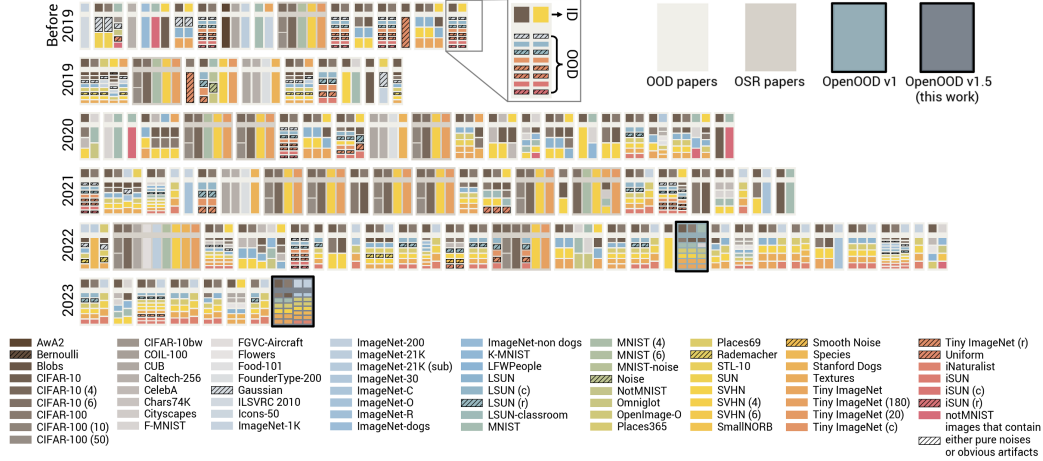 Before
2019
2019
2020
2021
2022
2023
ID
OOD
OOD papers
OSR papers
OpenOOD v1
OpenOOD v1.5
(this work)
AwA2
Bernoulli
Blobs
CIFAR-10
CIFAR-10 (4)
CIFAR-10 (6)
CIFAR-100
CIFAR-100 (10)
CIFAR-100 (50)
CIFAR-10bw
COIL-100
CUB
Caltech-256
CelebA
Chars74K
Cityscapes
F-MNIST
FGVC-Aircraft
Flowers
Food-101
FounderType-200
Gaussian
ILSVRC 2010
Icons-50
ImageNet-1K
ImageNet-200
ImageNet-21K
ImageNet-21K (sub)
ImageNet-30
ImageNet-C
ImageNet-O
ImageNet-R
ImageNet-dogs
ImageNet-non dogs
K-MNIST
LFWPeople
LSUN
LSUN (c)
LSUN (r)
LSUN-classroom
MNIST
MNIST (4)
MNIST (6)
MNIST-noise
Noise
NotMNIST
Omniglot
OpenImage-O
Places365
Places69
Rademacher
STL-10
SUN
SVHN
SVHN (4)
SVHN (6)
SmallNORB
Smooth Noise
Species
Stanford Dogs
Textures
Tiny ImageNet
Tiny ImageNet (180)
Tiny ImageNet (20)
Tiny ImageNet (c)
Tiny ImageNet (r)
Uniform
iNaturalist
iSUN
iSUN (c)
iSUN (r)
notMNIST
images that contain
either pure noises
or obvious artifacts